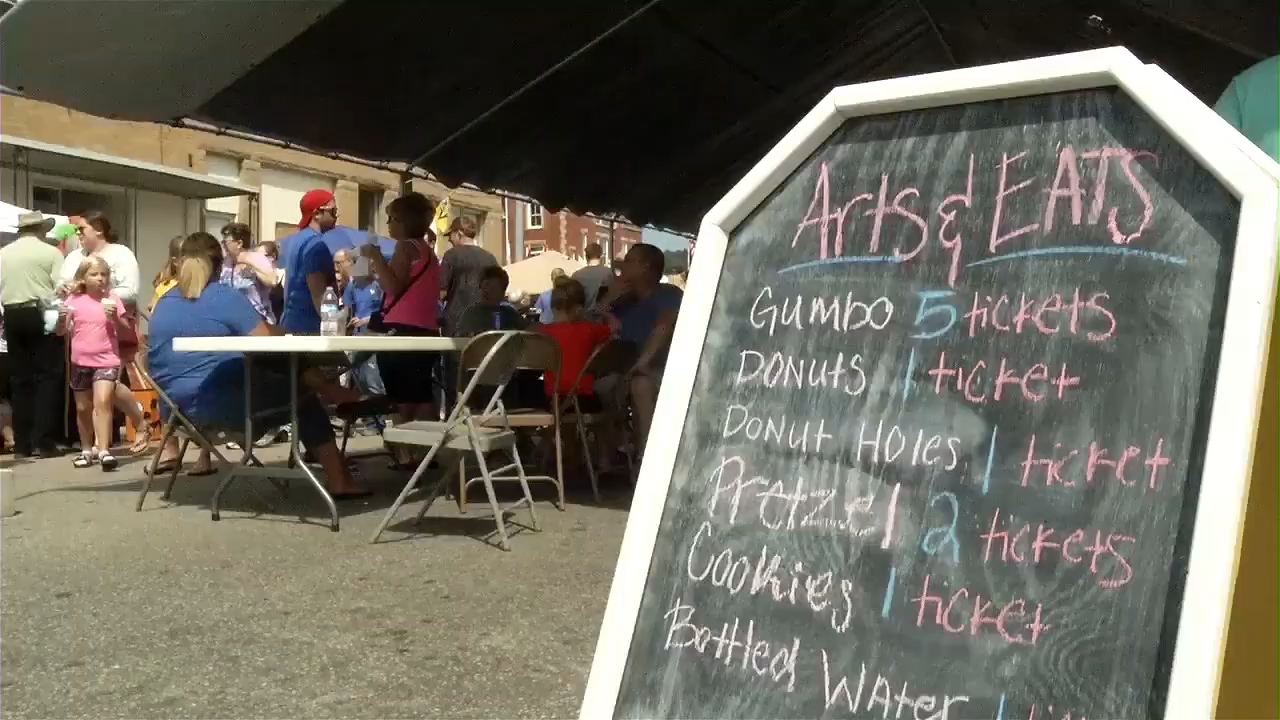 Arts & EATS
GUMBO 5 tickets
DONUTS 1 ticket
DONUt HOles 1 ticket
Pretzel 2 tickets
Cookies 1 ticket
Bottled WAter 1